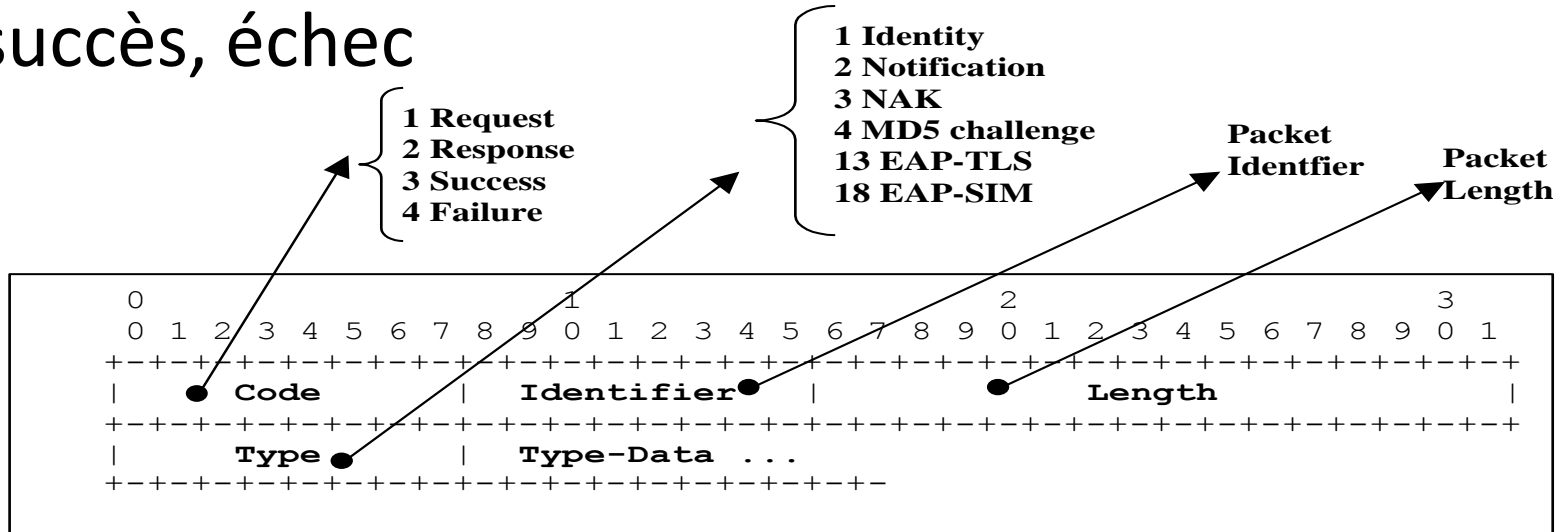 succès, échec
1 Request
2 Response
3 Success
4 Failure
1 Identity
2 Notification
3 NAK
4 MD5 challenge
13 EAP-TLS
18 EAP-SIM
Packet
Identfier
Packet
Length
0 1 2 3
0 1 2 3 4 5 6 7 8 9 0 1 2 3 4 5 6 7 8 9 0 1 2 3 4 5 6 7 8 9 0 1
+-+-+-+-+-+-+-+-+-+-+-+-+-+-+-+-+-+-+-+-+-+-+-+-+-+-+-+-+-+-+-+-+
| Code | Identifier | Length |
+-+-+-+-+-+-+-+-+-+-+-+-+-+-+-+-+-+-+-+-+-+-+-+-+-+-+-+-+-+-+-+-+
| Type | Type-Data ...
+-+-+-+-+-+-+-+-+-+-+-+-+-+-+-+-+-+-